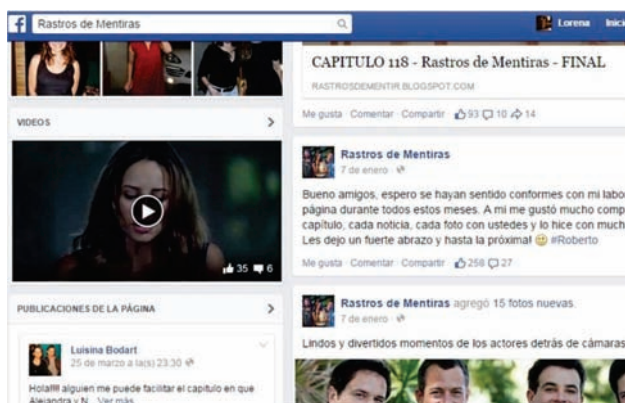 f
Rastros de Mentiras
Lorena
Inici
VIDEOS
35 6
PUBLICACIONES DE LA PÁGINA
Luisina Bodart
25 de marzo a la(s) 23:30
Hola!!!! alguien me puede facilitar el capitulo en que
Alejandra y N... Ver más
CAPITULO 118 - Rastros de Mentiras - FINAL
RASTROSDEMENTIR.BLOGSPOT.COM
Me gusta · Comentar · Compartir 93 10 14
Rastros de Mentiras
7 de enero
Bueno amigos, espero se hayan sentido conformes con mi labo
página durante todos estos meses. A mi me gustó mucho comp
capítulo, cada noticia, cada foto con ustedes y lo hice con much
Les dejo un fuerte abrazo y hasta la próxima! #Roberto
Me gusta · Comentar · Compartir 258 27
Rastros de Mentiras agregó 15 fotos nuevas.
7 de enero
Lindos y divertidos momentos de los actores detrás de cámaras